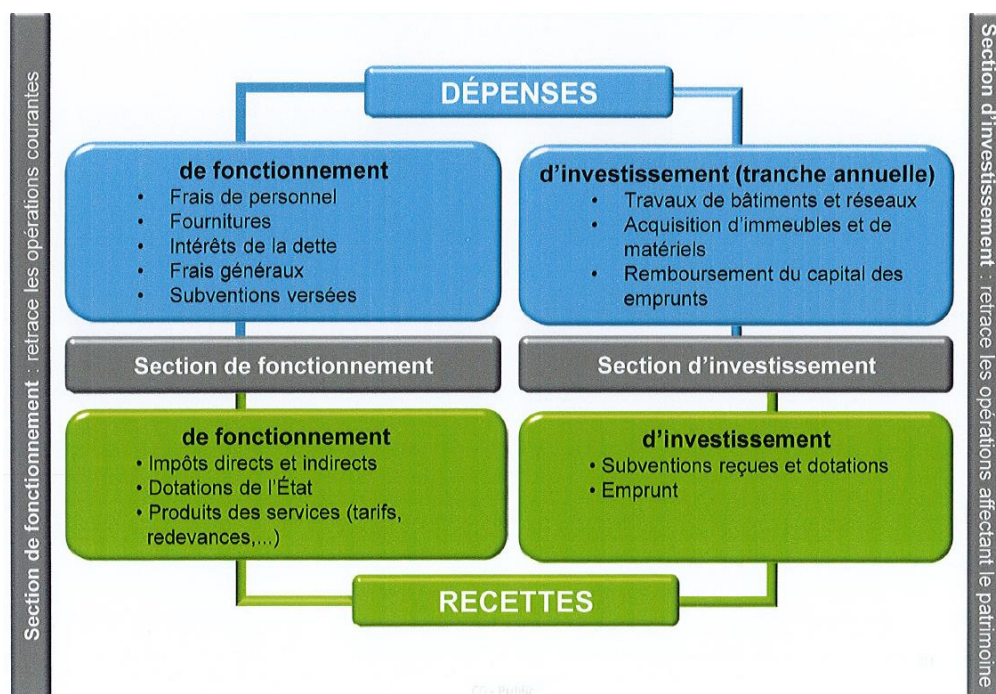 Section de fonctionnement : retrace les opérations courantes
DÉPENSES
de fonctionnement
• Frais de personnel
• Fournitures
• Intérêts de la dette
• Frais généraux
• Subventions versées
d'investissement (tranche annuelle)
• Travaux de bâtiments et réseaux
• Acquisition d'immeubles et de
matériels
• Remboursement du capital des
emprunts
Section de fonctionnement
Section d'investissement
de fonctionnement
• Impôts directs et indirects
• Dotations de l'État
• Produits des services (tarifs,
redevances,...)
d'investissement
• Subventions reçues et dotations
• Emprunt
RECETTES
Section d'investissement : retrace les opérations affectant le patrimoine